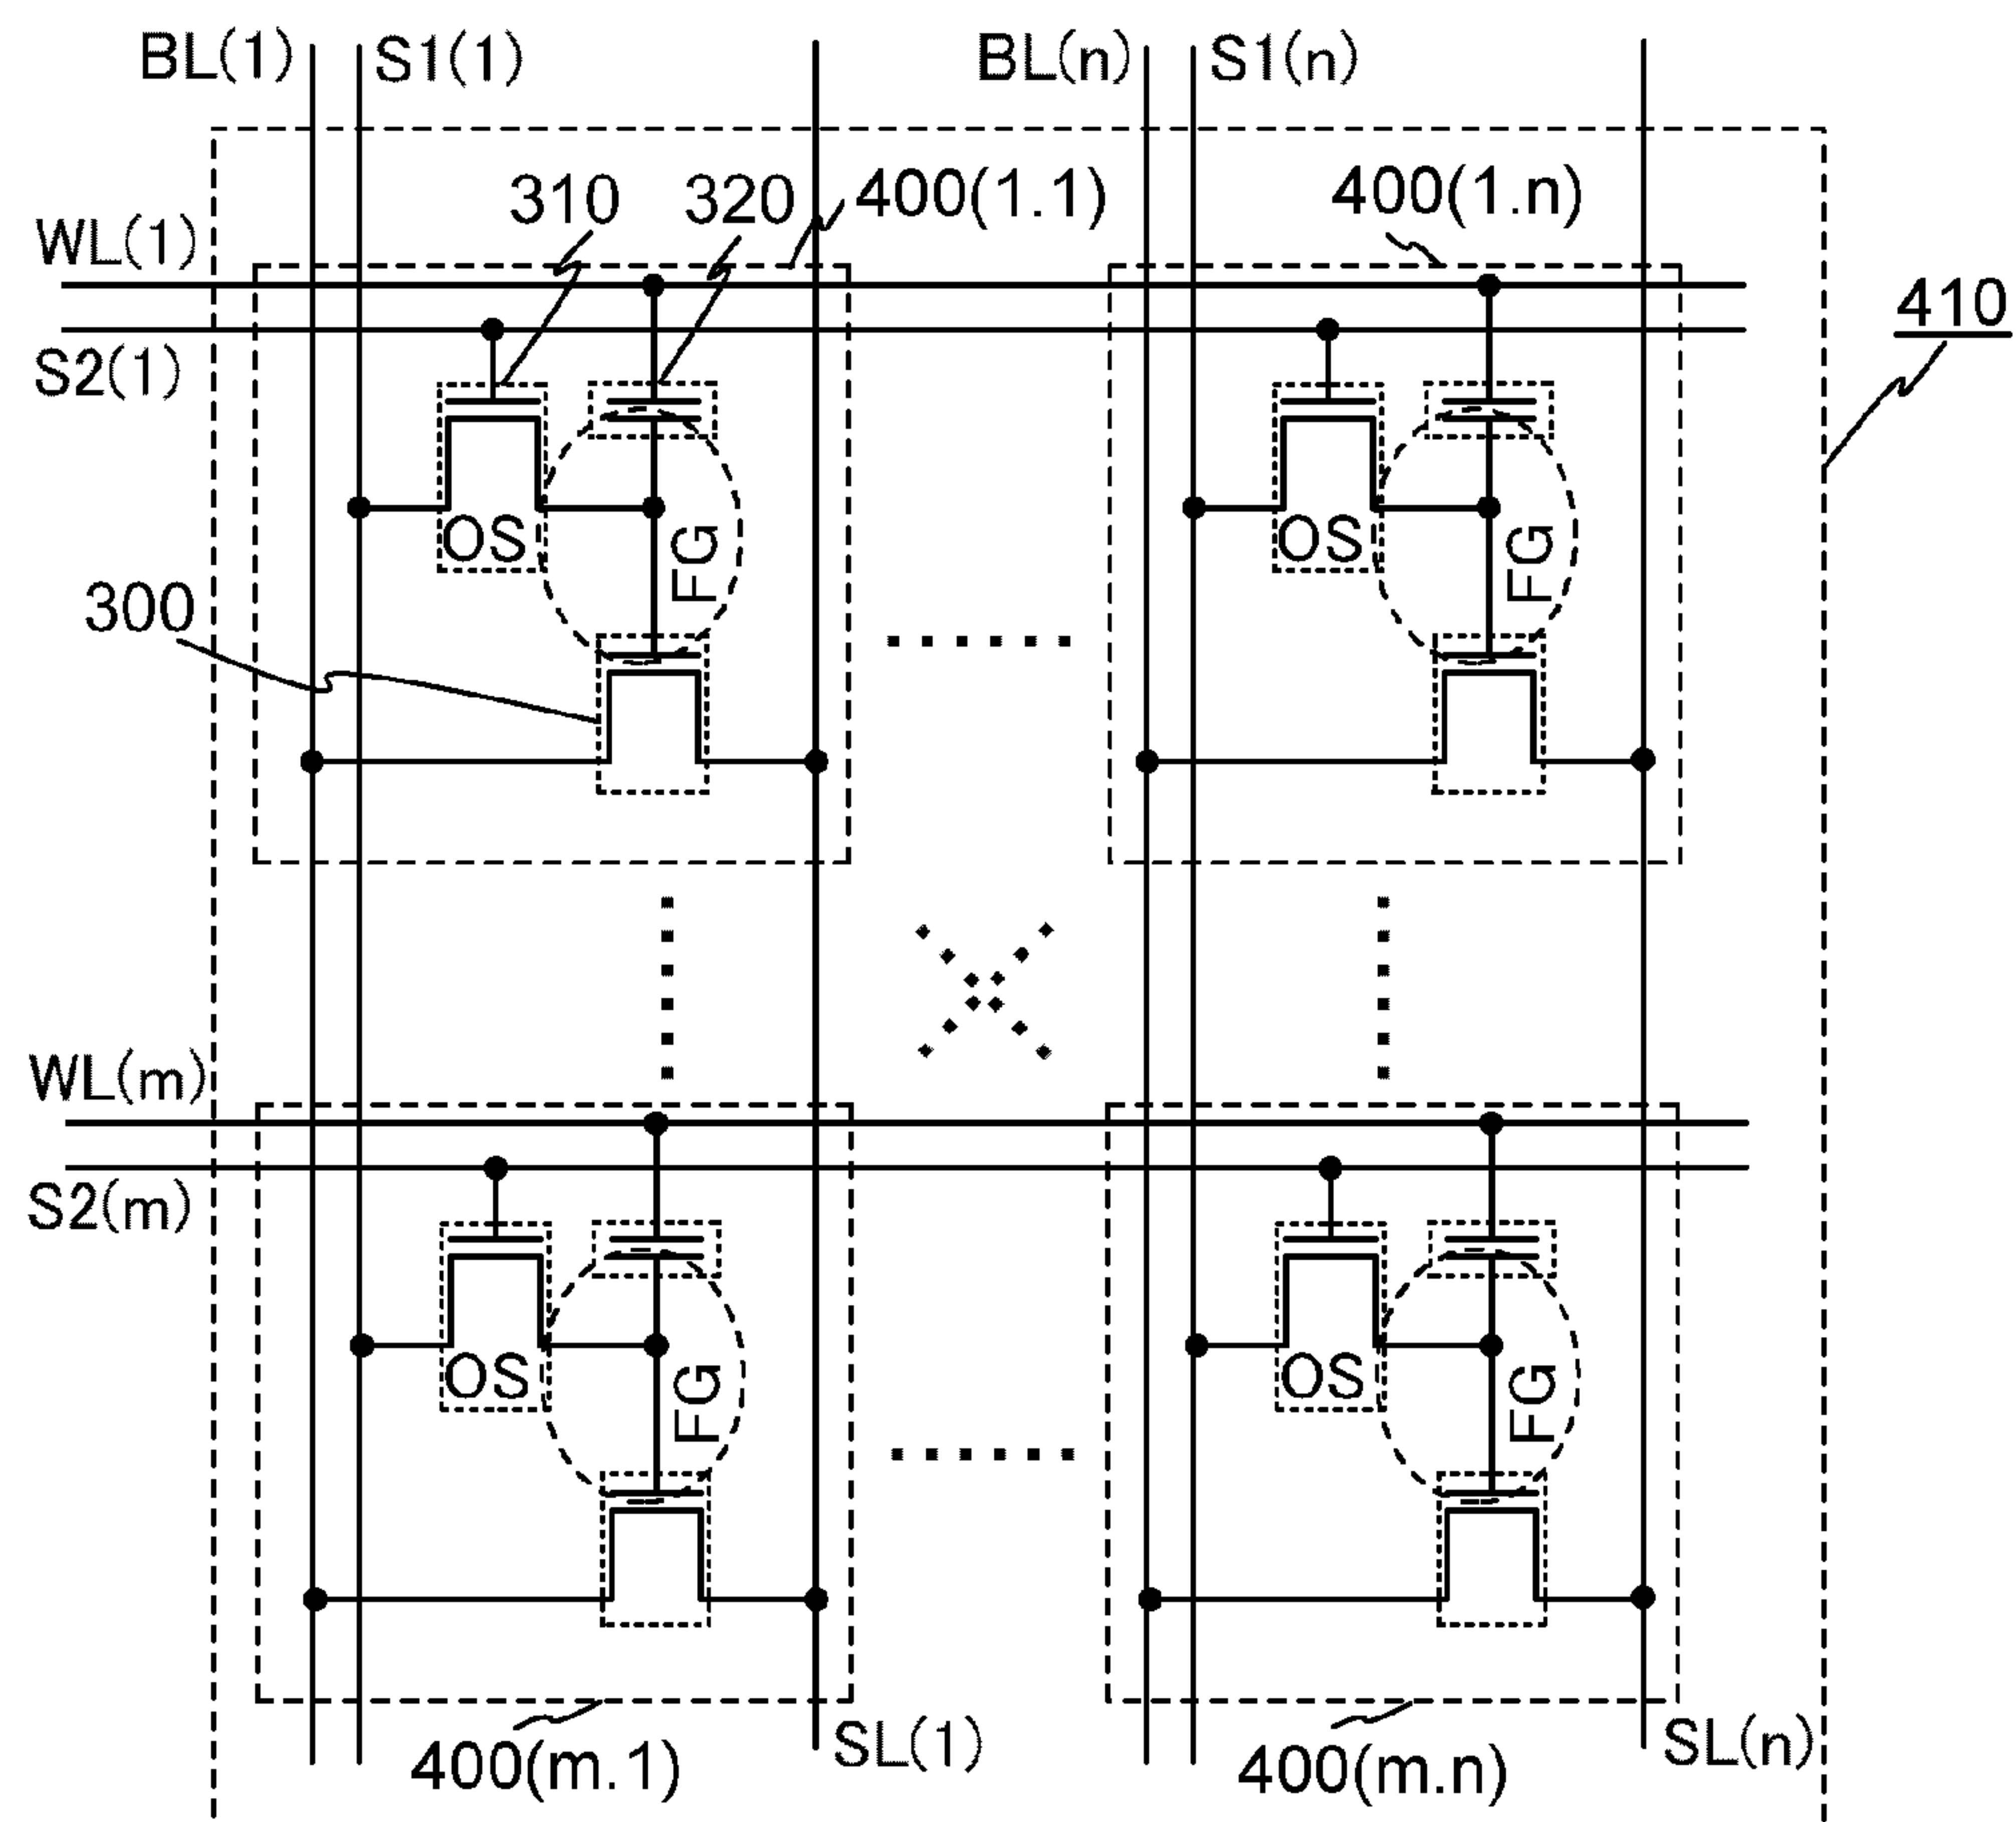 BL(1) S1(1) BL(n) S1(n)
310 320 400(1.1) 400(1.n)
WL(1)
410
S2(1)
OS FG OS FG
300
WL(m)
S2(m)
OS FG OS FG
400(m.1) SL(1) 400(m.n) SL(n)